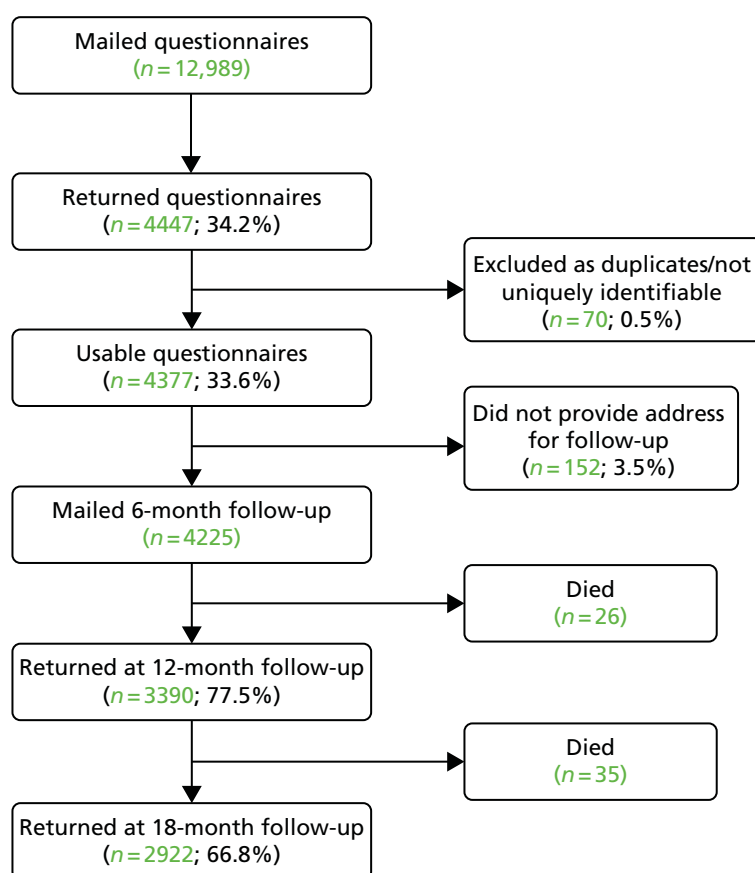 Mailed questionnaires
(n = 12,989)
Returned questionnaires
(n = 4447; 34.2%)
Excluded as duplicates/not
uniquely identifiable
(n = 70; 0.5%)
Usable questionnaires
(n = 4377; 33.6%)
Did not provide address
for follow-up
(n = 152; 3.5%)
Mailed 6-month follow-up
(n = 4225)
Died
(n = 26)
Returned at 12-month follow-up
(n = 3390; 77.5%)
Died
(n = 35)
Returned at 18-month follow-up
(n = 2922; 66.8%)